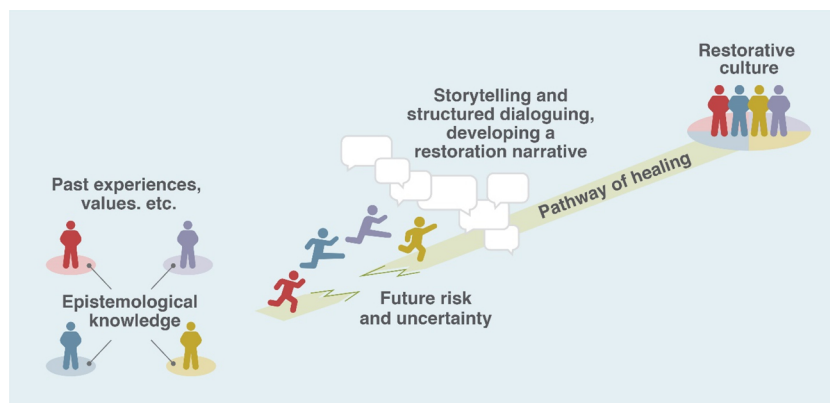 Restorative
culture
Storytelling and
structured dialoguing,
developing a
restoration narrative
Pathway of healing
Past experiences,
values. etc.
Epistemological
knowledge
Future risk
and uncertainty